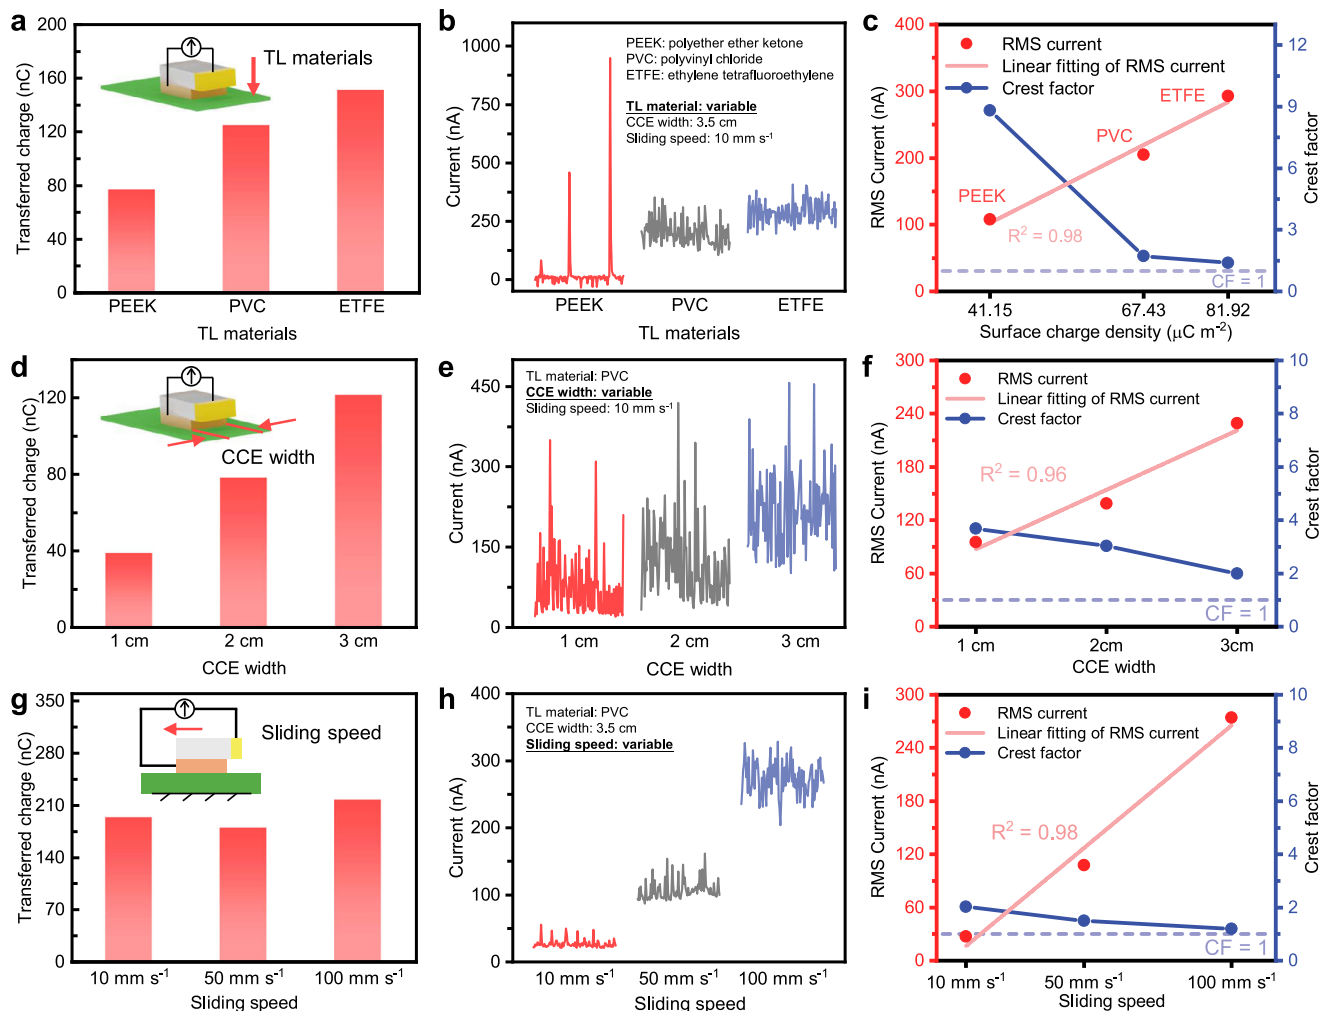 a
200
160
120
80
40
0
Transferred charge (nC)
TL materials
PEEK PVC ETFE
TL materials
b
1000
750
500
250
0
Current (nA)
PEEK: polyether ether ketone
PVC: polyvinyl chloride
ETFE: ethylene tetrafluoroethylene
TL material: variable
CCE width: 3.5 cm
Sliding speed: 10 mm s⁻¹
PEEK PVC ETFE
TL materials
c
400
300
200
100
0
RMS Current (nA)
RMS current
Linear fitting of RMS current
Crest factor
ETFE
PVC
PEEK
R² = 0.98
CF = 1
12
9
6
3
0
Crest factor
41.15 67.43 81.92
Surface charge density (μC m⁻²)
d
120
80
40
0
Transferred charge (nC)
CCE width
1 cm 2 cm 3 cm
CCE width
e
450
300
150
0
Current (nA)
TL material: PVC
CCE width: variable
Sliding speed: 10 mm s⁻¹
1 cm 2 cm 3 cm
CCE width
f
300
240
180
120
60
0
RMS Current (nA)
RMS current
Linear fitting of RMS current
Crest factor
R² = 0.96
CF = 1
10
8
6
4
2
0
Crest factor
1 cm 2cm 3cm
CCE width
g
350
280
210
140
70
0
Transferred charge (nC)
Sliding speed
10 mm s⁻¹ 50 mm s⁻¹ 100 mm s⁻¹
Sliding speed
h
400
300
200
100
0
Current (nA)
TL material: PVC
CCE width: 3.5 cm
Sliding speed: variable
10 mm s⁻¹ 50 mm s⁻¹ 100 mm s⁻¹
Sliding speed
i
300
240
180
120
60
0
RMS Current (nA)
RMS current
Linear fitting of RMS current
Crest factor
R² = 0.98
CF = 1
10
8
6
4
2
0
Crest factor
10 mm s⁻¹ 50 mm s⁻¹ 100 mm s⁻¹
Sliding speed